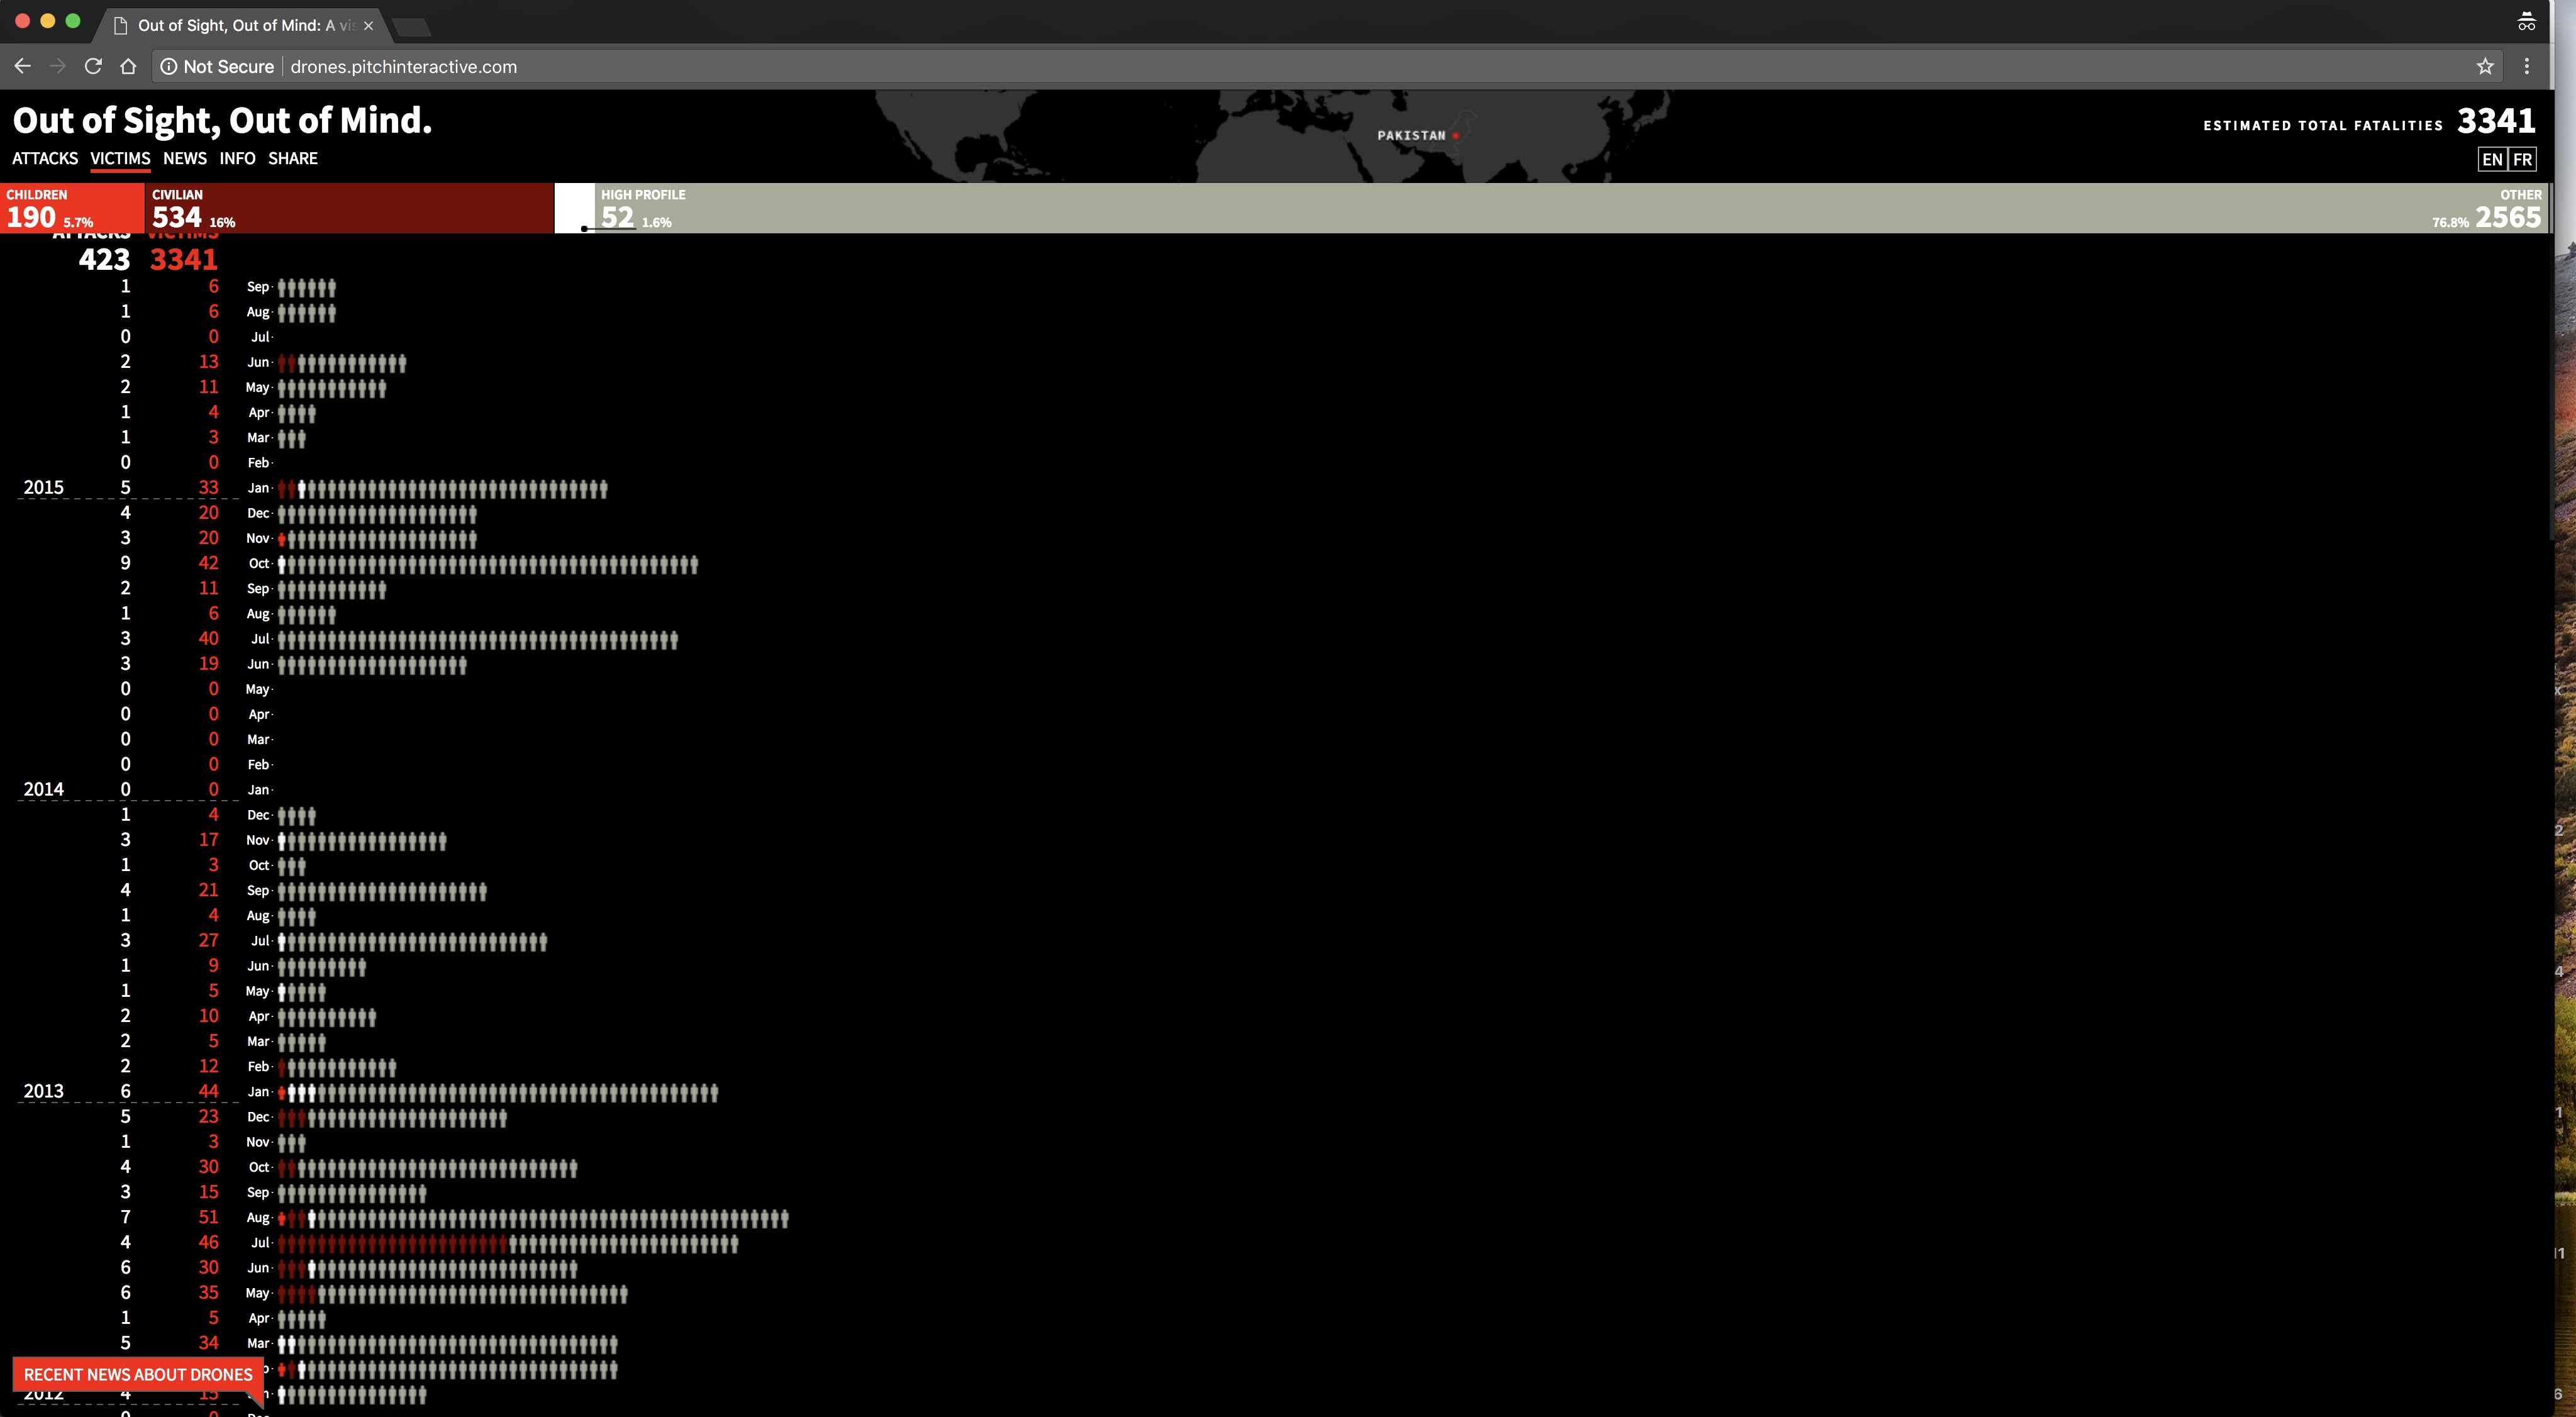 Out of Sight, Out of Mind: A vis
Not Secure drones.pitchinteractive.com
Out of Sight, Out of Mind.
PAKISTAN
ESTIMATED TOTAL FATALITIES 3341
ATTACKS VICTIMS NEWS INFO SHARE
EN FR
CHILDREN CIVILIAN HIGH PROFILE OTHER
190 5.7% 534 16% 52 1.6% 76.8% 2565
ATTACKS VICTIMS
423 3341
1 6 Sep
1 6 Aug
0 0 Jul
2 13 Jun
2 11 May
1 4 Apr
1 3 Mar
0 0 Feb
2015 5 33 Jan
4 20 Dec
3 20 Nov
9 42 Oct
2 11 Sep
1 6 Aug
3 40 Jul
3 19 Jun
0 0 May
0 0 Apr
0 0 Mar
0 0 Feb
2014 0 0 Jan
1 4 Dec
3 17 Nov
1 3 Oct
4 21 Sep
1 4 Aug
3 27 Jul
1 9 Jun
1 5 May
2 10 Apr
2 5 Mar
2 12 Feb
2013 6 44 Jan
5 23 Dec
1 3 Nov
4 30 Oct
3 15 Sep
7 51 Aug
4 46 Jul
6 30 Jun
6 35 May
1 5 Apr
5 34 Mar
RECENT NEWS ABOUT DRONES
2012 4 15